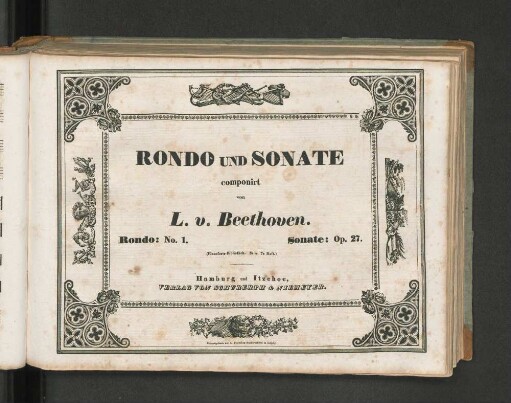 RONDO UND SONATE
componirt
von
L. v. Beethoven.
Rondo: No. 1. Sonate: Op. 27.
Hamburg und Itzehoe,
VERLAG VON SCHUBERTH & NIEMEYER.